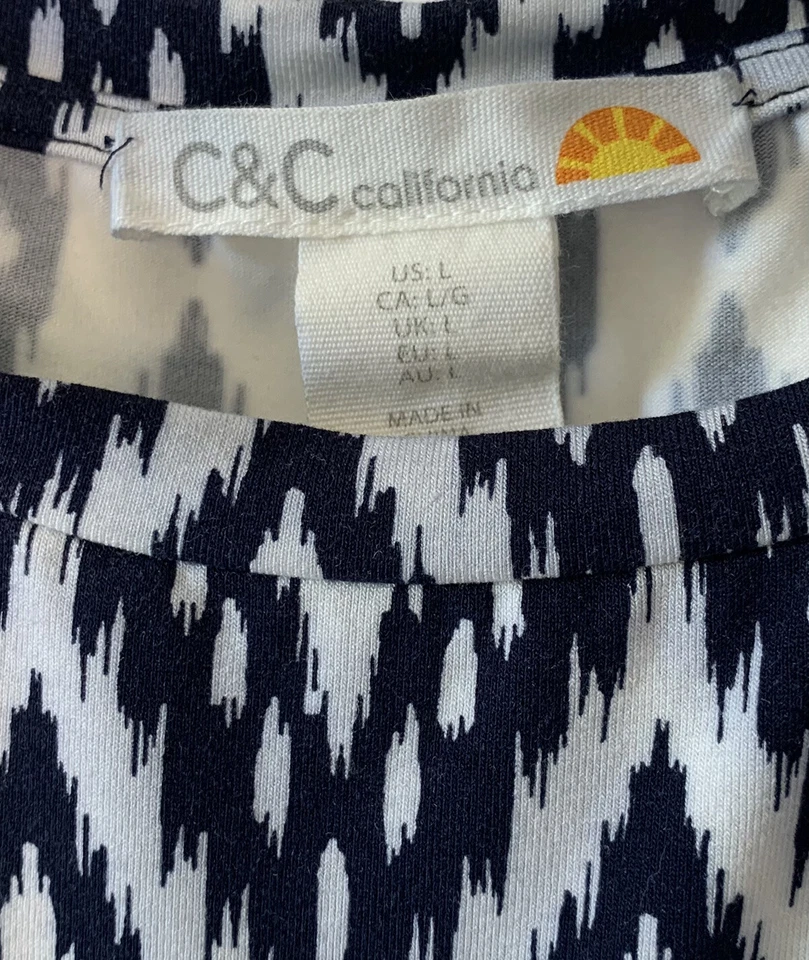 C&C california
US: L
CA: L/G
UK: L
EU: L
AU: L
MADE IN